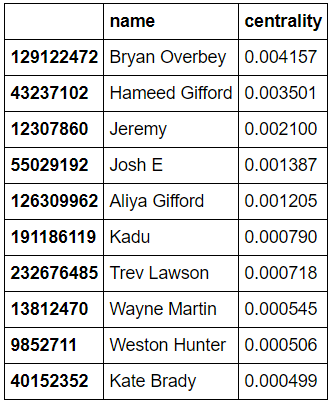 name centrality
129122472 Bryan Overbey 0.004157
43237102 Hameed Gifford 0.003501
12307860 Jeremy 0.002100
55029192 Josh E 0.001387
126309962 Aliya Gifford 0.001205
191186119 Kadu 0.000790
232676485 Trev Lawson 0.000718
13812470 Wayne Martin 0.000545
9852711 Weston Hunter 0.000506
40152352 Kate Brady 0.000499